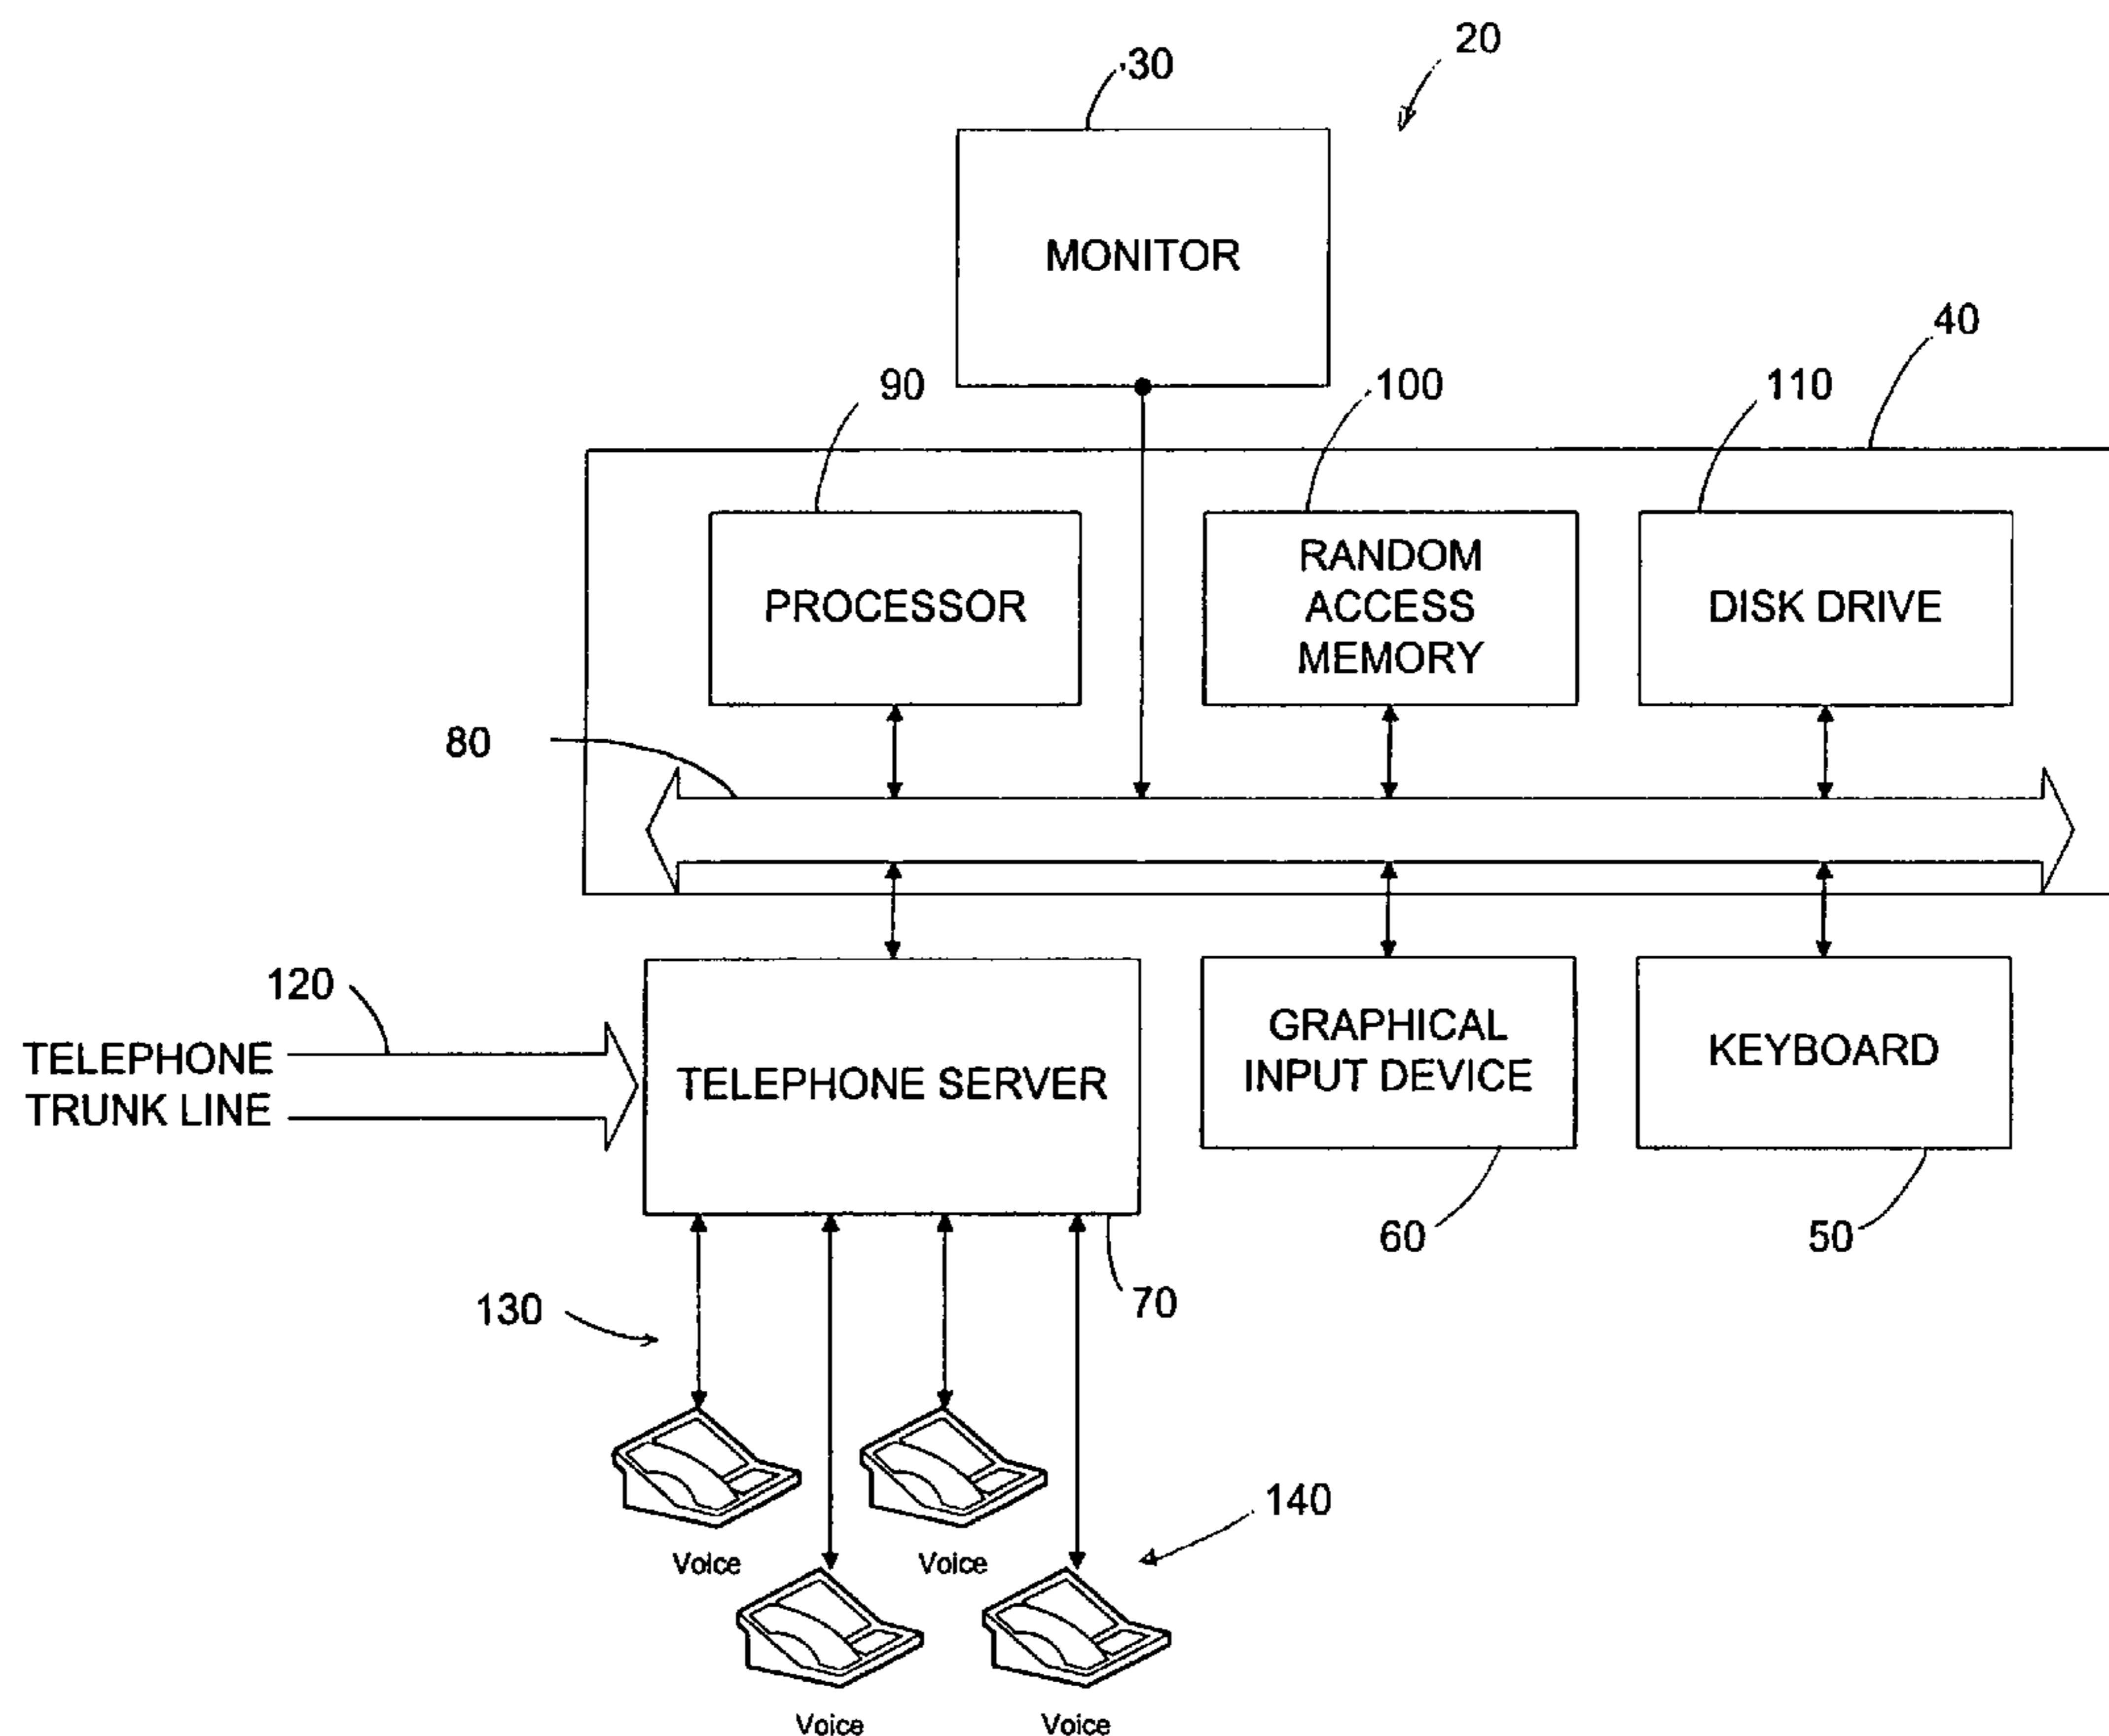 20
30
MONITOR
40
90
100
110
PROCESSOR
RANDOM
ACCESS
MEMORY
DISK DRIVE
80
120
TELEPHONE
TRUNK LINE
TELEPHONE SERVER
GRAPHICAL
INPUT DEVICE
KEYBOARD
60
50
130
70
140
Voice
Voice
Voice
Voice